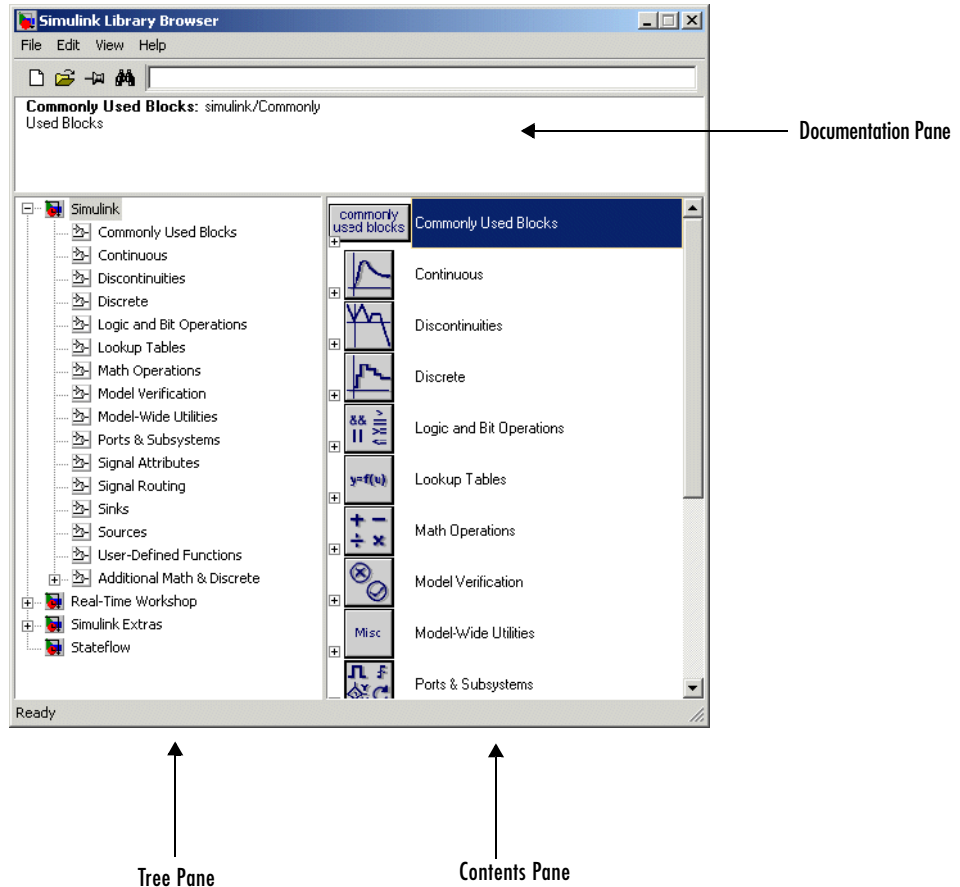 Simulink Library Browser
File Edit View Help
Commonly Used Blocks: simulink/Commonly
Used Blocks
Documentation Pane
Simulink
Commonly Used Blocks
Continuous
Discontinuities
Discrete
Logic and Bit Operations
Lookup Tables
Math Operations
Model Verification
Model-Wide Utilities
Ports & Subsystems
Signal Attributes
Signal Routing
Sinks
Sources
User-Defined Functions
Additional Math & Discrete
Real-Time Workshop
Simulink Extras
Stateflow
commonly
used blocks
Commonly Used Blocks
Continuous
Discontinuities
Discrete
&& > 
|| >=
<=
Logic and Bit Operations
y=f(u)
Lookup Tables
+ −
÷ ×
Math Operations
Model Verification
Misc
Model-Wide Utilities
Ports & Subsystems
Ready
Tree Pane
Contents Pane